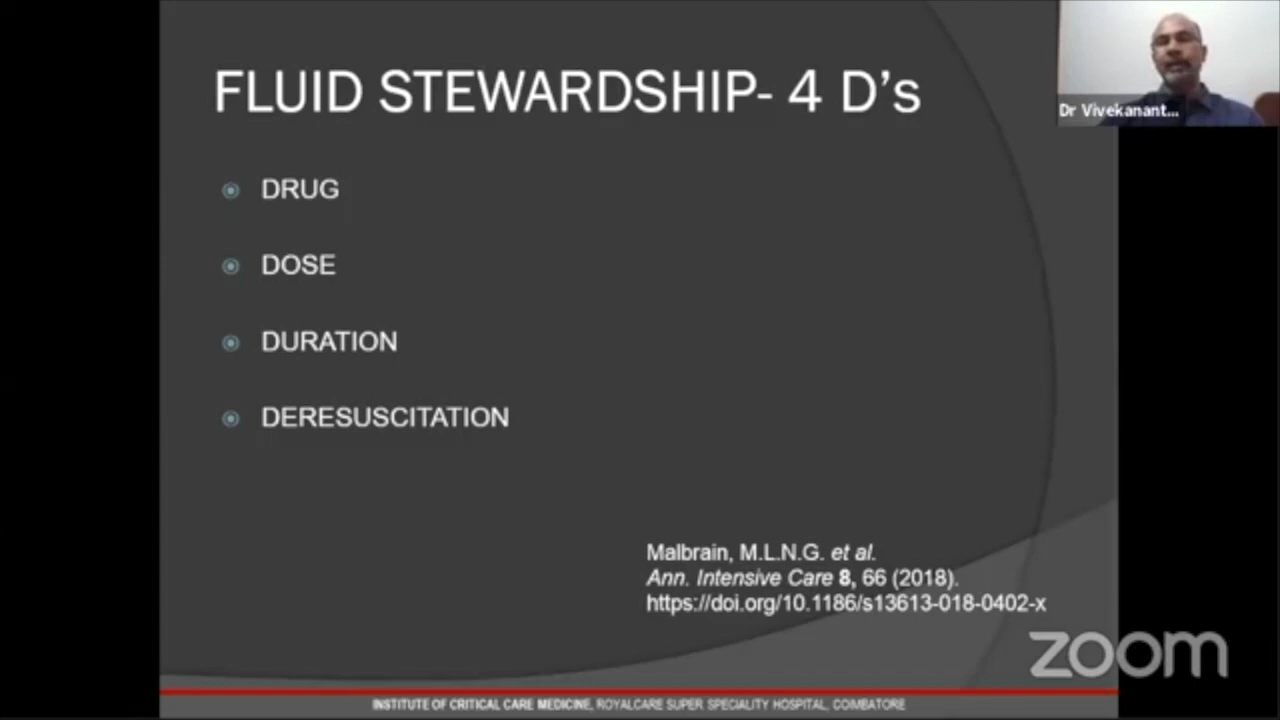 FLUID STEWARDSHIP- 4 D's
Dr Vivekanant...
DRUG
DOSE
DURATION
DERESUSCITATION
Malbrain, M.L.N.G. et al.
Ann. Intensive Care 8, 66 (2018).
https://doi.org/10.1186/s13613-018-0402-x
zoom
INSTITUTE OF CRITICAL CARE MEDICINE, ROYALCARE SUPER SPECIALITY HOSPITAL, COIMBATORE